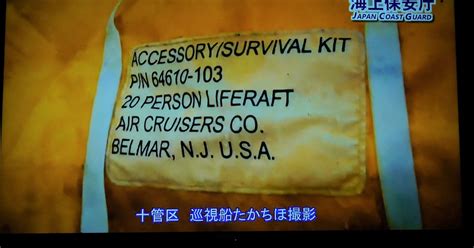 海上保安庁
JAPAN COAST GUARD
ACCESSORY/SURVIVAL KIT
P/N 64610-103
20 PERSON LIFERAFT
AIR CRUISERS CO.
BELMAR, N.J. U.S.A.
十管区 巡視船たかちほ撮影